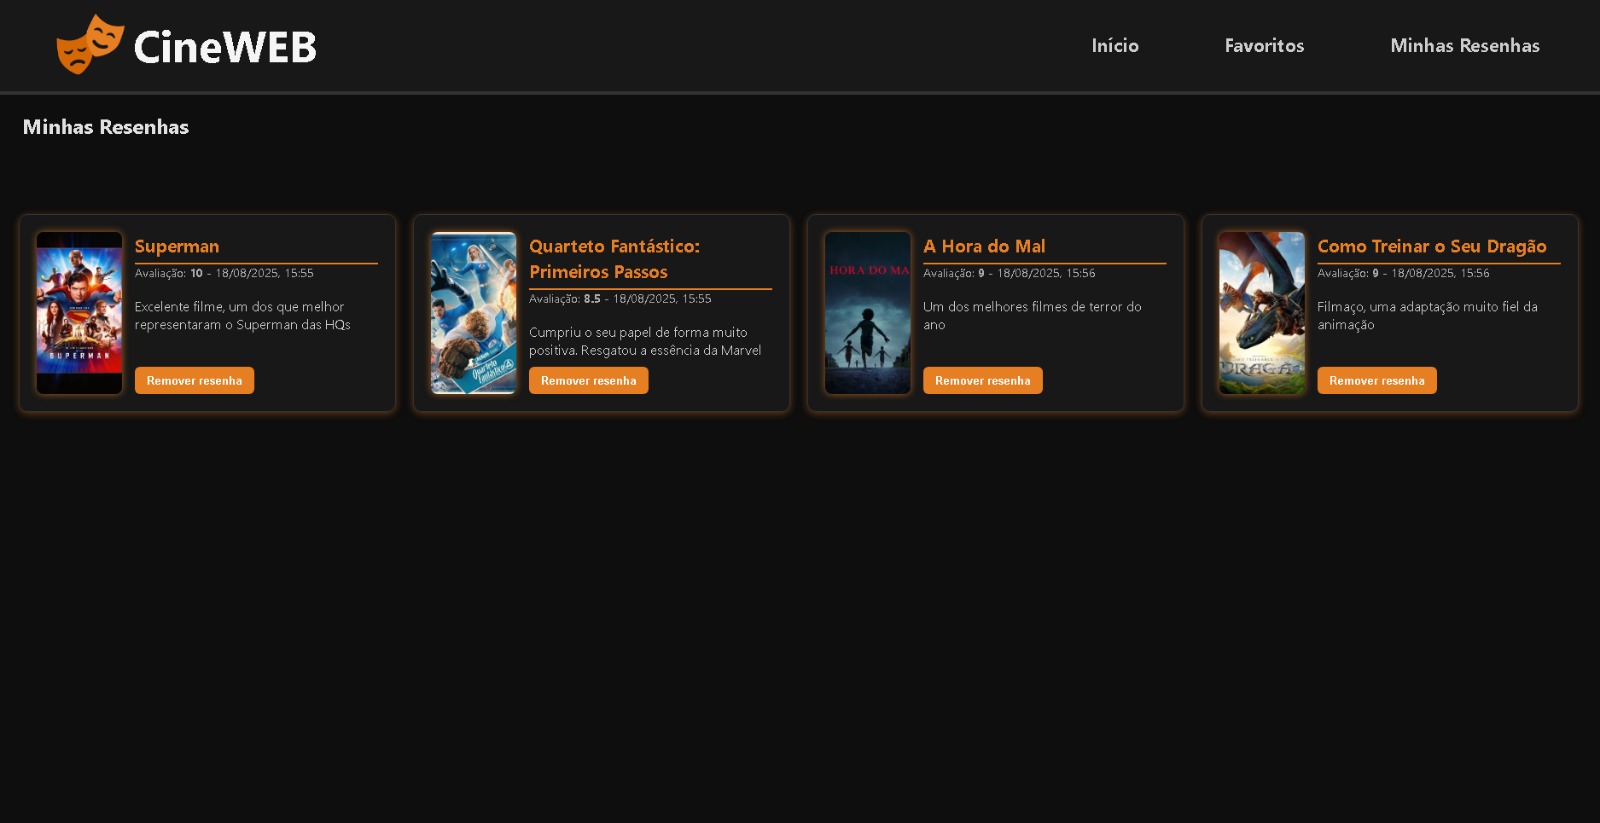 CineWEB
Início
Favoritos
Minhas Resenhas
Minhas Resenhas
SUPERMAN
Superman
Avaliação: 10 - 18/08/2025, 15:55
Excelente filme, um dos que melhor
representaram o Superman das HQs
Remover resenha
Quarteto
Fantástico
Quarteto Fantástico:
Primeiros Passos
Avaliação: 8.5 - 18/08/2025, 15:55
Cumpriu o seu papel de forma muito
positiva. Resgatou a essência da Marvel
Remover resenha
HORA DO MA
A Hora do Mal
Avaliação: 9 - 18/08/2025, 15:56
Um dos melhores filmes de terror do
ano
Remover resenha
Como Treinar o Seu Dragão
Avaliação: 9 - 18/08/2025, 15:56
Filmaço, uma adaptação muito fiel da
animação
Remover resenha